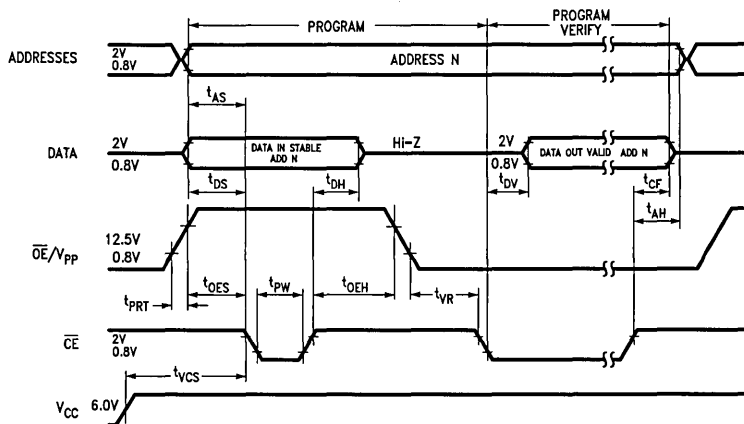 PROGRAM
PROGRAM
VERIFY
ADDRESSES
2V
0.8V
ADDRESS N
tAS
DATA
2V
0.8V
DATA IN STABLE
ADD N
Hi-Z
2V
0.8V
DATA OUT VALID ADD N
tDS
tDH
tDV
tCF
tAH
OE/VPP
12.5V
0.8V
tPRT
tOES
tPW
tOEH
tVR
CE
2V
0.8V
tVCS
VCC
6.0V